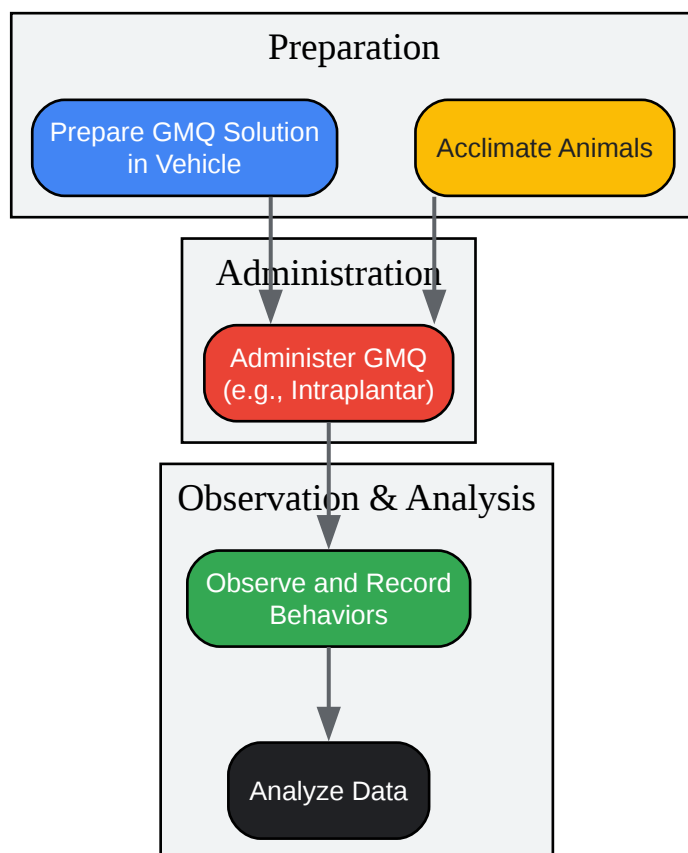 Preparation
Prepare GMQ Solution
in Vehicle
Acclimate Animals
Administration
Administer GMQ
(e.g., Intraplantar)
Observation & Analysis
Observe and Record
Behaviors
Analyze Data